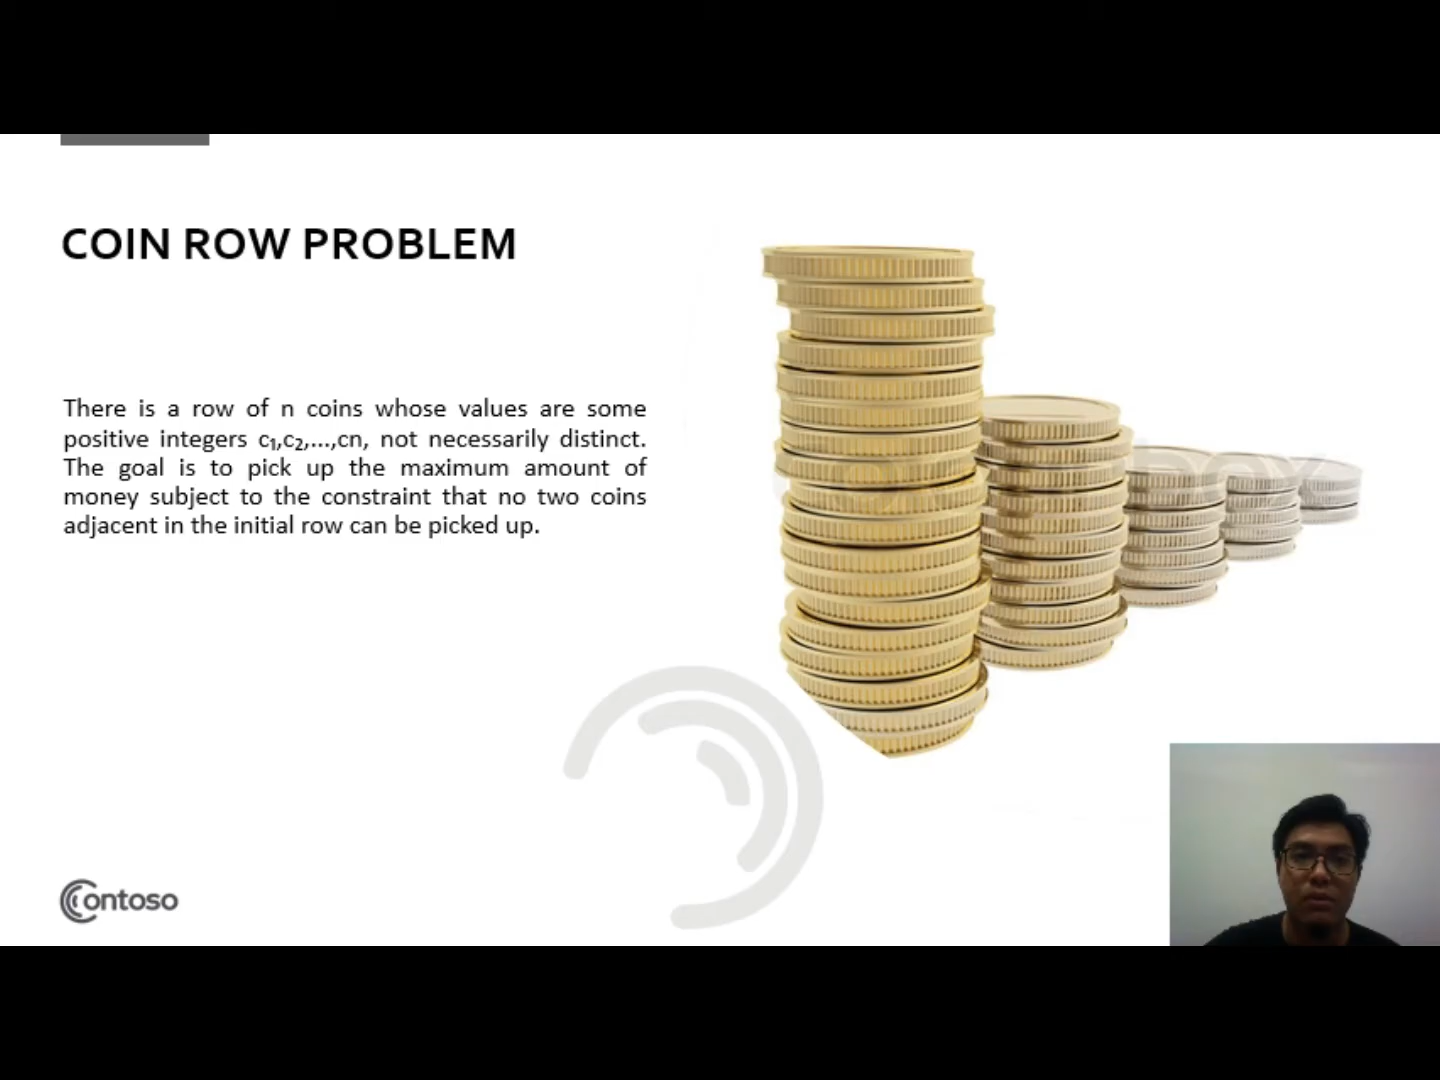 COIN ROW PROBLEM
There is a row of n coins whose values are some
positive integers c₁,c₂,...,cn, not necessarily distinct.
The goal is to pick up the maximum amount of
money subject to the constraint that no two coins
adjacent in the initial row can be picked up.
Contoso